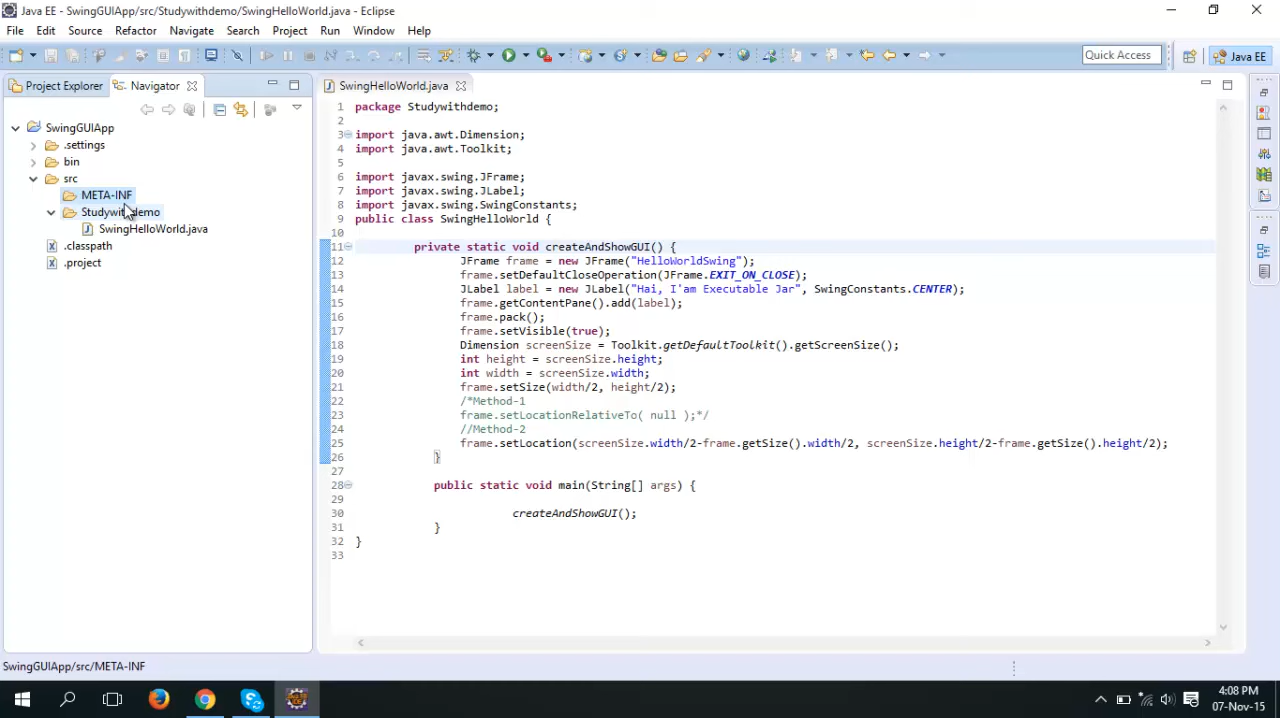 Java EE - SwingGUIApp/src/Studywithdemo/SwingHelloWorld.java - Eclipse
File Edit Source Refactor Navigate Search Project Run Title Window Help
Quick Access
Java EE
Project Explorer
Navigator
SwingGUIApp
.settings
bin
src
META-INF
Studywithdemo
SwingHelloWorld.java
.classpath
.project
SwingHelloWorld.java
1 package Studywithdemo;
2
3 import java.awt.Dimension;
4 import java.awt.Toolkit;
5
6 import javax.swing.JFrame;
7 import javax.swing.JLabel;
8 import javax.swing.SwingConstants;
9 public class SwingHelloWorld {
10
11 private static void createAndShowGUI() {
12 JFrame frame = new JFrame("HelloWorldSwing");
13 frame.setDefaultCloseOperation(JFrame.EXIT_ON_CLOSE);
14 JLabel label = new JLabel("Hai, I'am Executable Jar", SwingConstants.CENTER);
15 frame.getContentPane().add(label);
16 frame.pack();
17 frame.setVisible(true);
18 Dimension screenSize = Toolkit.getDefaultToolkit().getScreenSize();
19 int height = screenSize.height;
20 int width = screenSize.width;
21 frame.setSize(width/2, height/2);
22 /*Method-1
23 frame.setLocationRelativeTo( null );*/
24 //Method-2
25 frame.setLocation(screenSize.width/2-frame.getSize().width/2, screenSize.height/2-frame.getSize().height/2);
26 }
27
28 public static void main(String[] args) {
29
30 createAndShowGUI();
31 }
32 }
33
SwingGUIApp/src/META-INF
4:08 PM
07-Nov-15